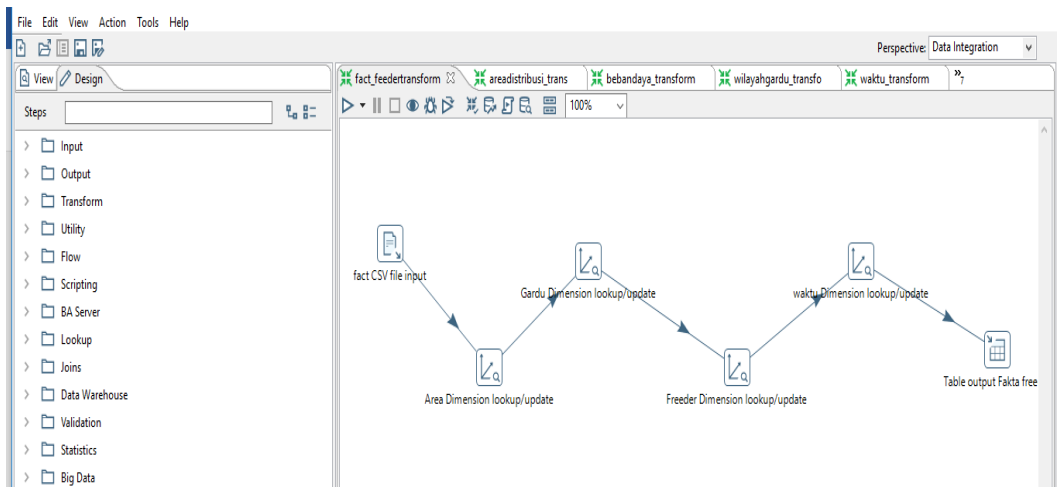 File Edit View Action Tools Help
Perspective: Data Integration
View Design
fact_feedertransform areadistribusi_trans bebandaya_transform wilayahgardu_transfo waktu_transform »7
Steps
100%
Input
Output
Transform
Utility
Flow
Scripting
BA Server
Lookup
Joins
Data Warehouse
Validation
Statistics
Big Data
fact CSV file input
Gardu Dimension lookup/update
waktu Dimension lookup/update
Area Dimension lookup/update
Freeder Dimension lookup/update
Table output Fakta free